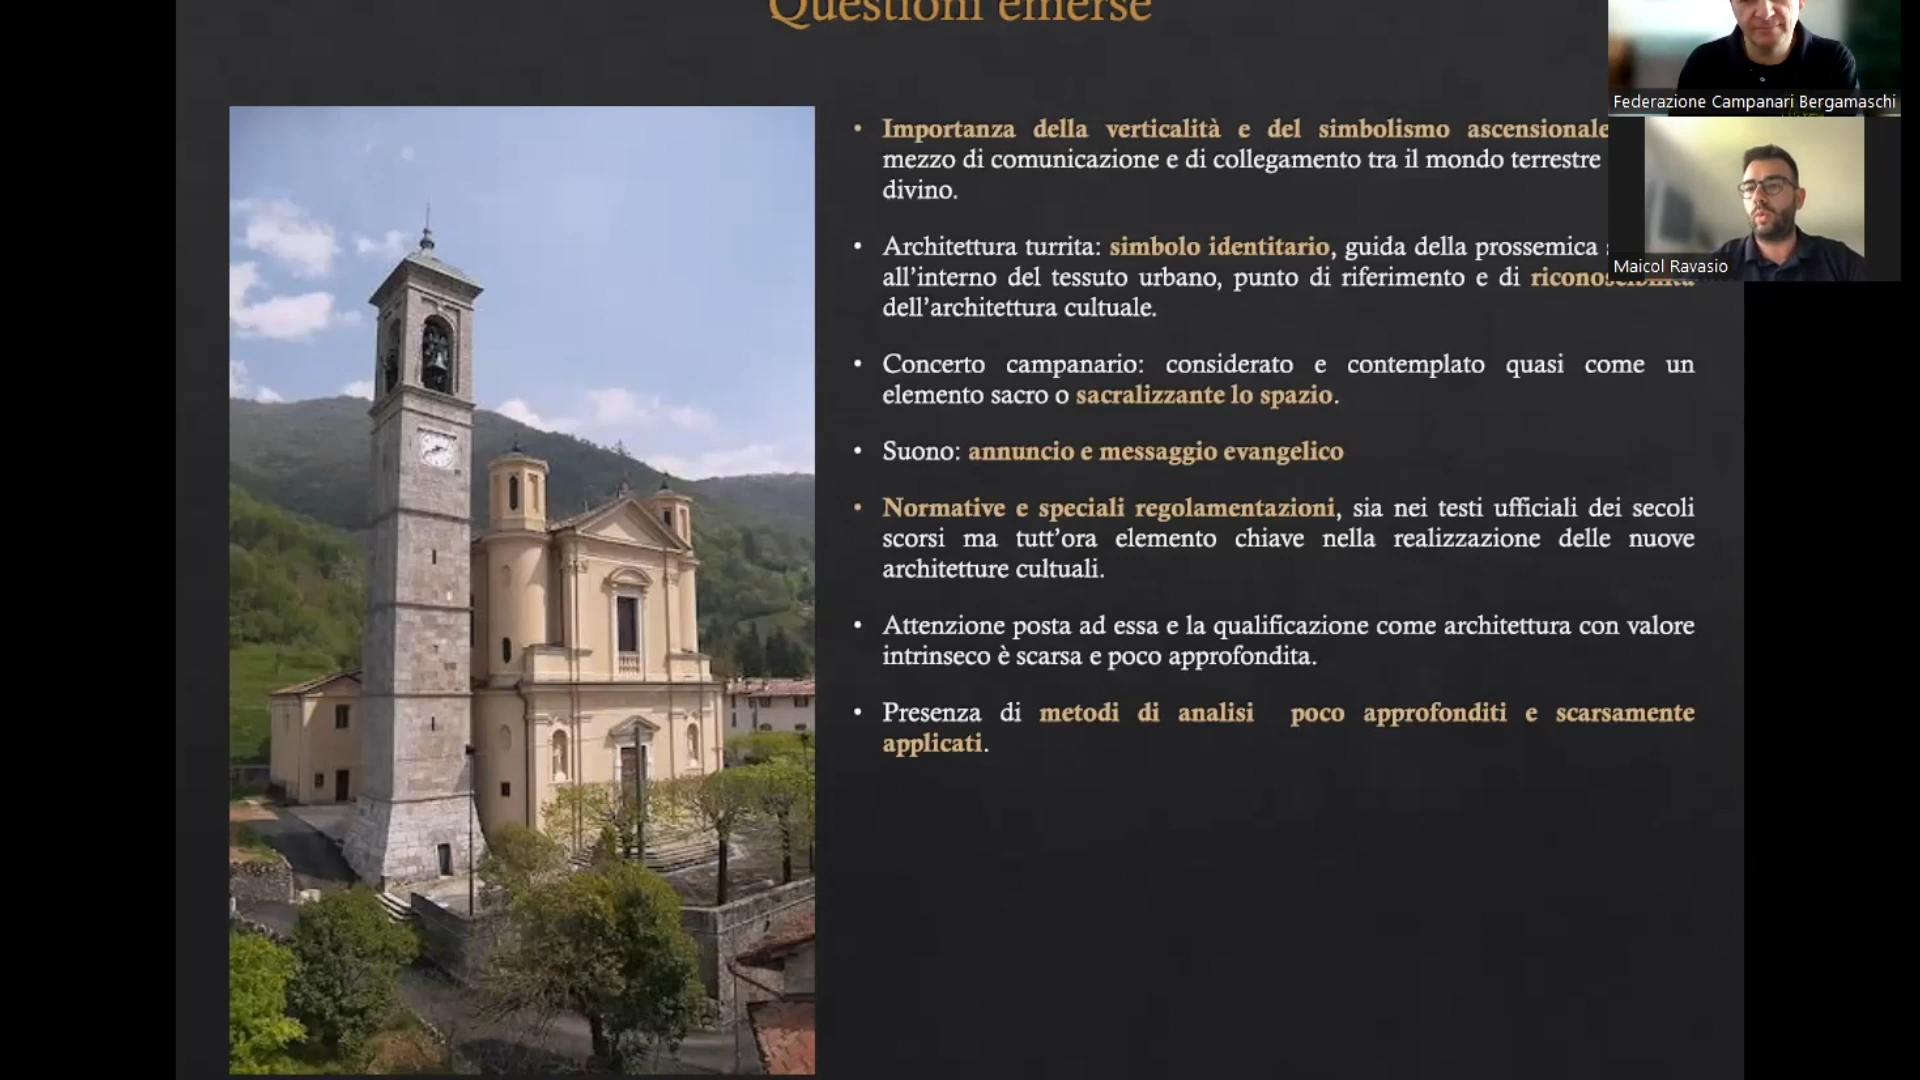 Questioni emerse
Federazione Campanari Bergamaschi
Maicol Ravasio
• Importanza della verticalità e del simbolismo ascensionale
mezzo di comunicazione e di collegamento tra il mondo terrestre
divino.
• Architettura turrita: simbolo identitario, guida della prossemica
all’interno del tessuto urbano, punto di riferimento e di riconoscibilità
dell’architettura cultuale.
• Concerto campanario: considerato e contemplato quasi come un
elemento sacro o sacralizzante lo spazio.
• Suono: annuncio e messaggio evangelico
• Normative e speciali regolamentazioni, sia nei testi ufficiali dei secoli
scorsi ma tutt’ora elemento chiave nella realizzazione delle nuove
architetture cultuali.
• Attenzione posta ad essa e la qualificazione come architettura con valore
intrinseco è scarsa e poco approfondita.
• Presenza di metodi di analisi poco approfonditi e scarsamente
applicati.